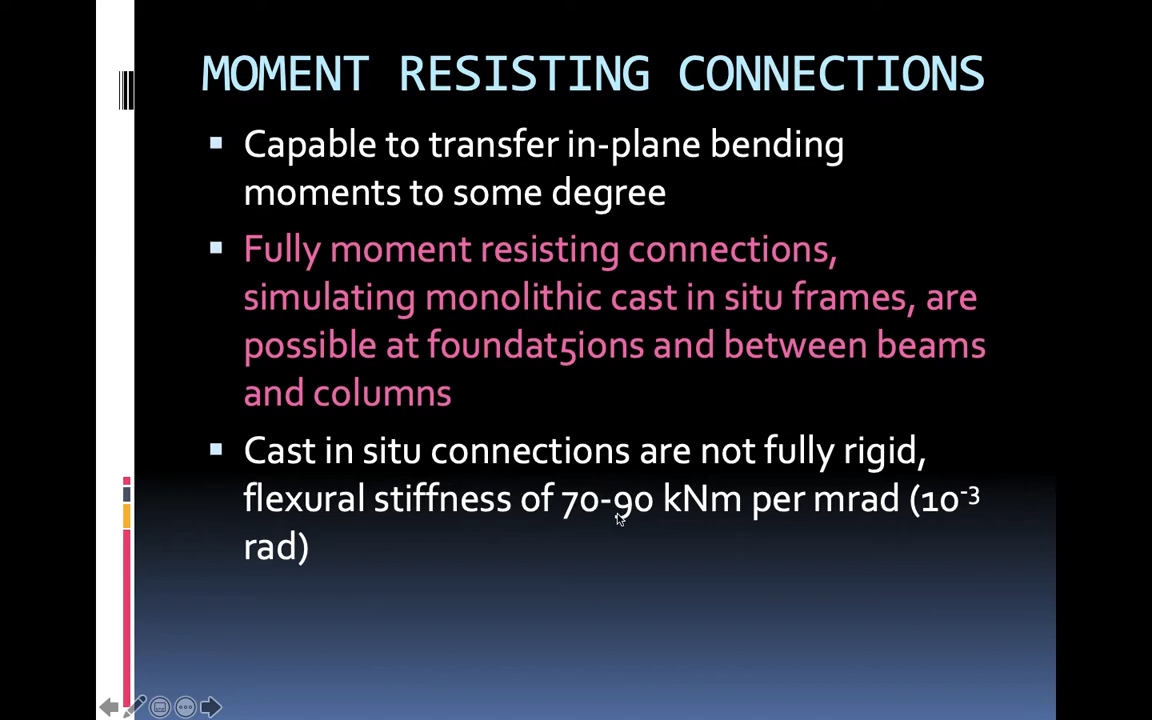 MOMENT RESISTING CONNECTIONS
Capable to transfer in-plane bending
moments to some degree
Fully moment resisting connections,
simulating monolithic cast in situ frames, are
possible at foundat5ions and between beams
and columns
Cast in situ connections are not fully rigid,
flexural stiffness of 70-90 kNm per mrad (10⁻³
rad)